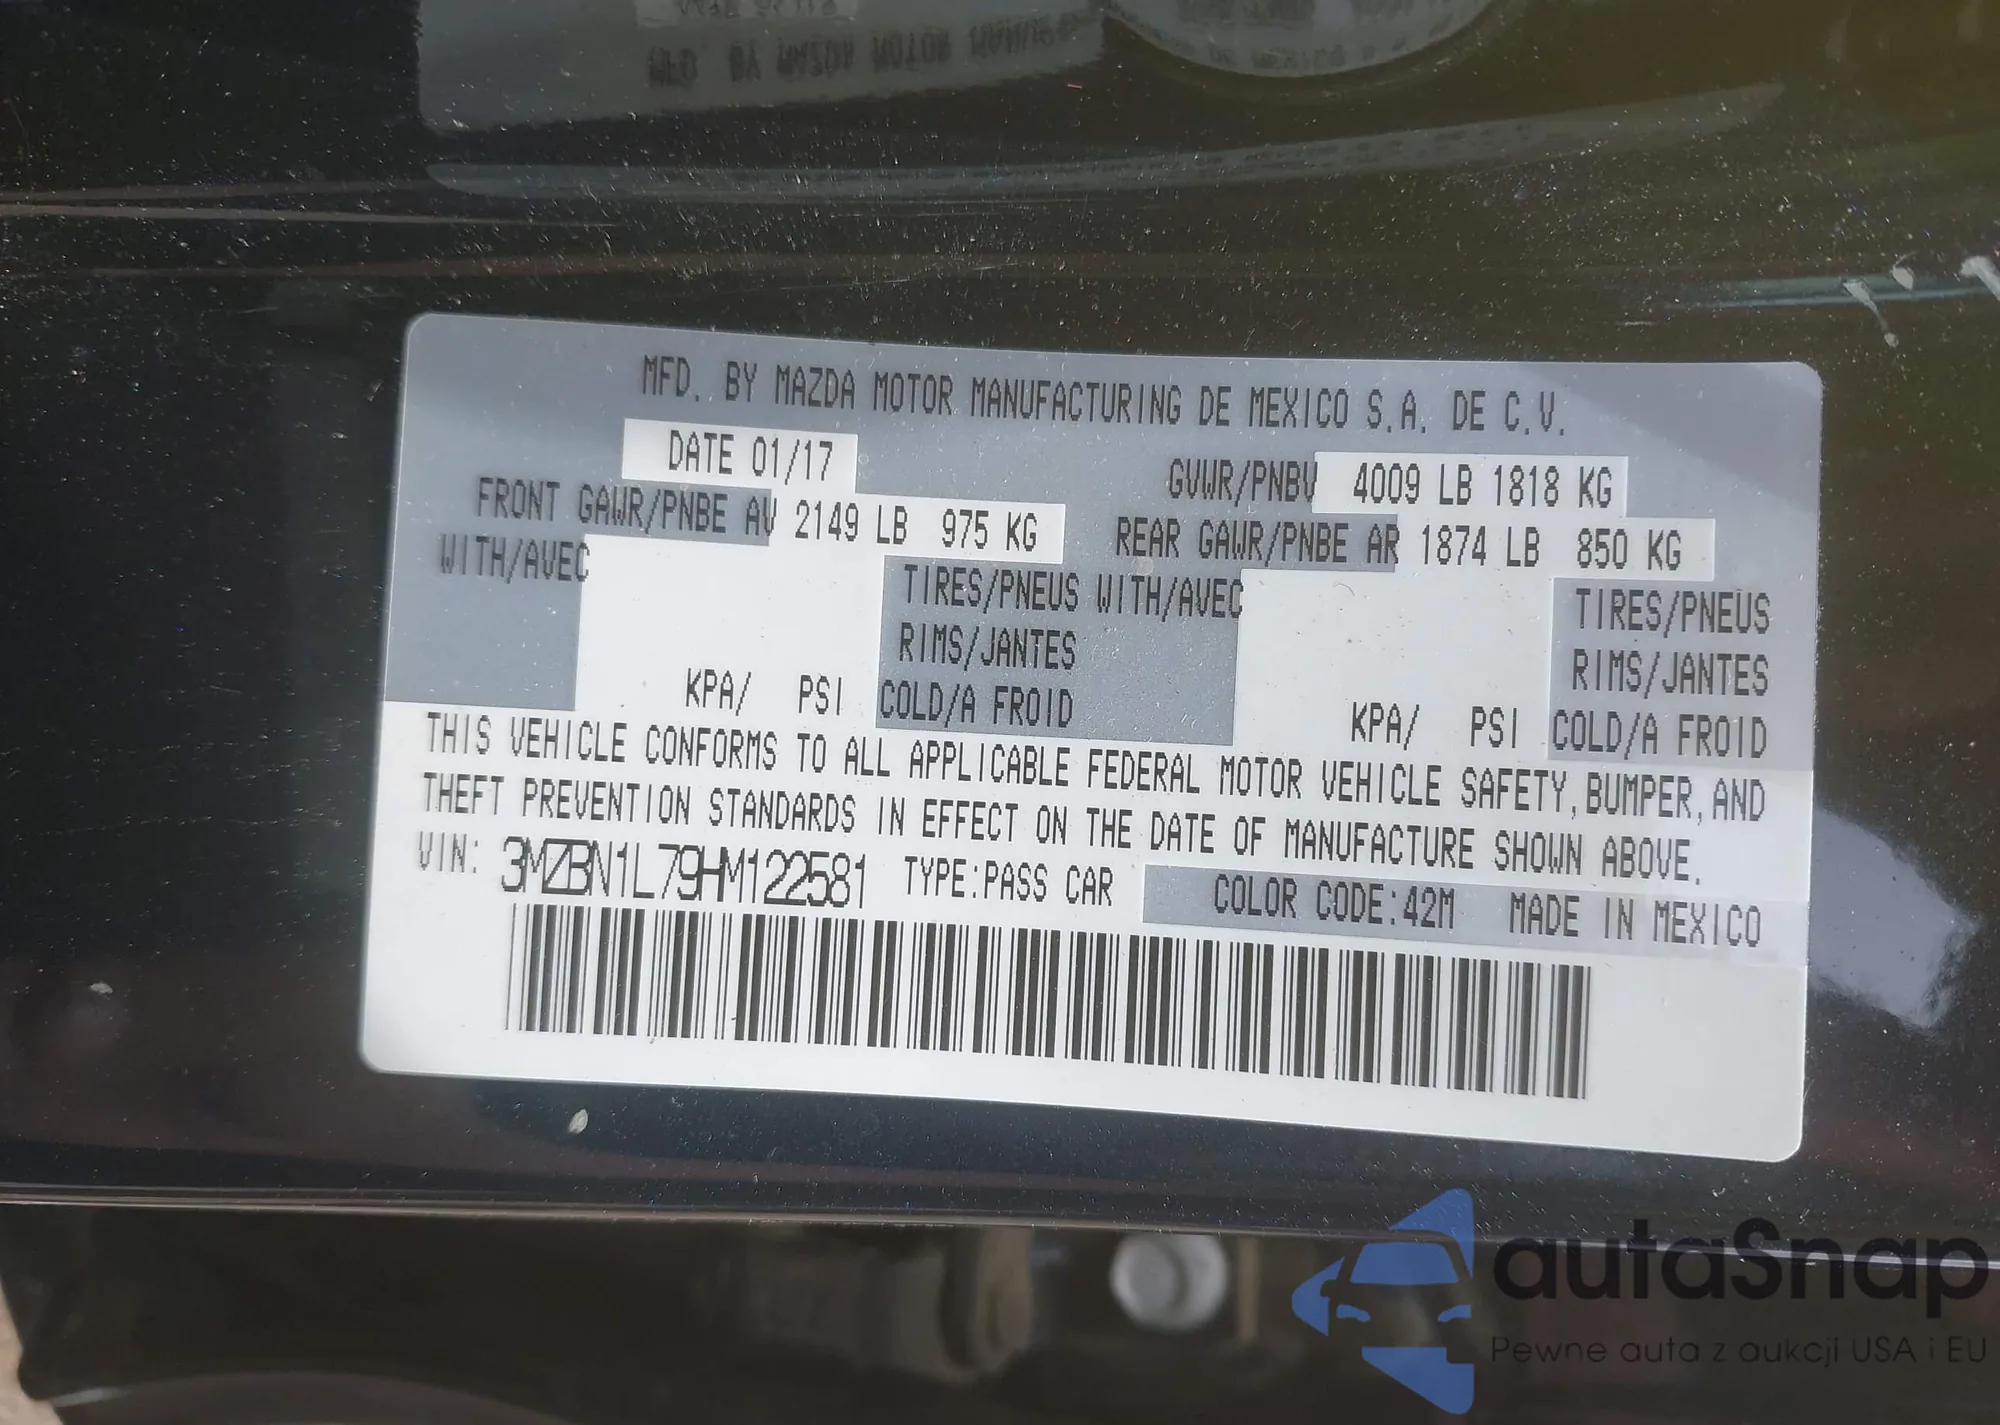 MFD. BY MAZDA MOTOR MANUFACTURING DE MEXICO S.A. DE C.V.
DATE 01/17
GVWR/PNBV 4009 LB 1818 KG
FRONT GAWR/PNBE AV 2149 LB 975 KG
REAR GAWR/PNBE AR 1874 LB 850 KG
WITH/AVEC TIRES/PNEUS WITH/AVEC TIRES/PNEUS
RIMS/JANTES RIMS/JANTES
KPA/ PSI COLD/A FROID KPA/ PSI COLD/A FROID
THIS VEHICLE CONFORMS TO ALL APPLICABLE FEDERAL MOTOR VEHICLE SAFETY, BUMPER, AND
THEFT PREVENTION STANDARDS IN EFFECT ON THE DATE OF MANUFACTURE SHOWN ABOVE.
VIN: 3MZBN1L79HM122581 TYPE:PASS CAR COLOR CODE:42M MADE IN MEXICO
autaSnap
Pewne auta z aukcji USA i EU